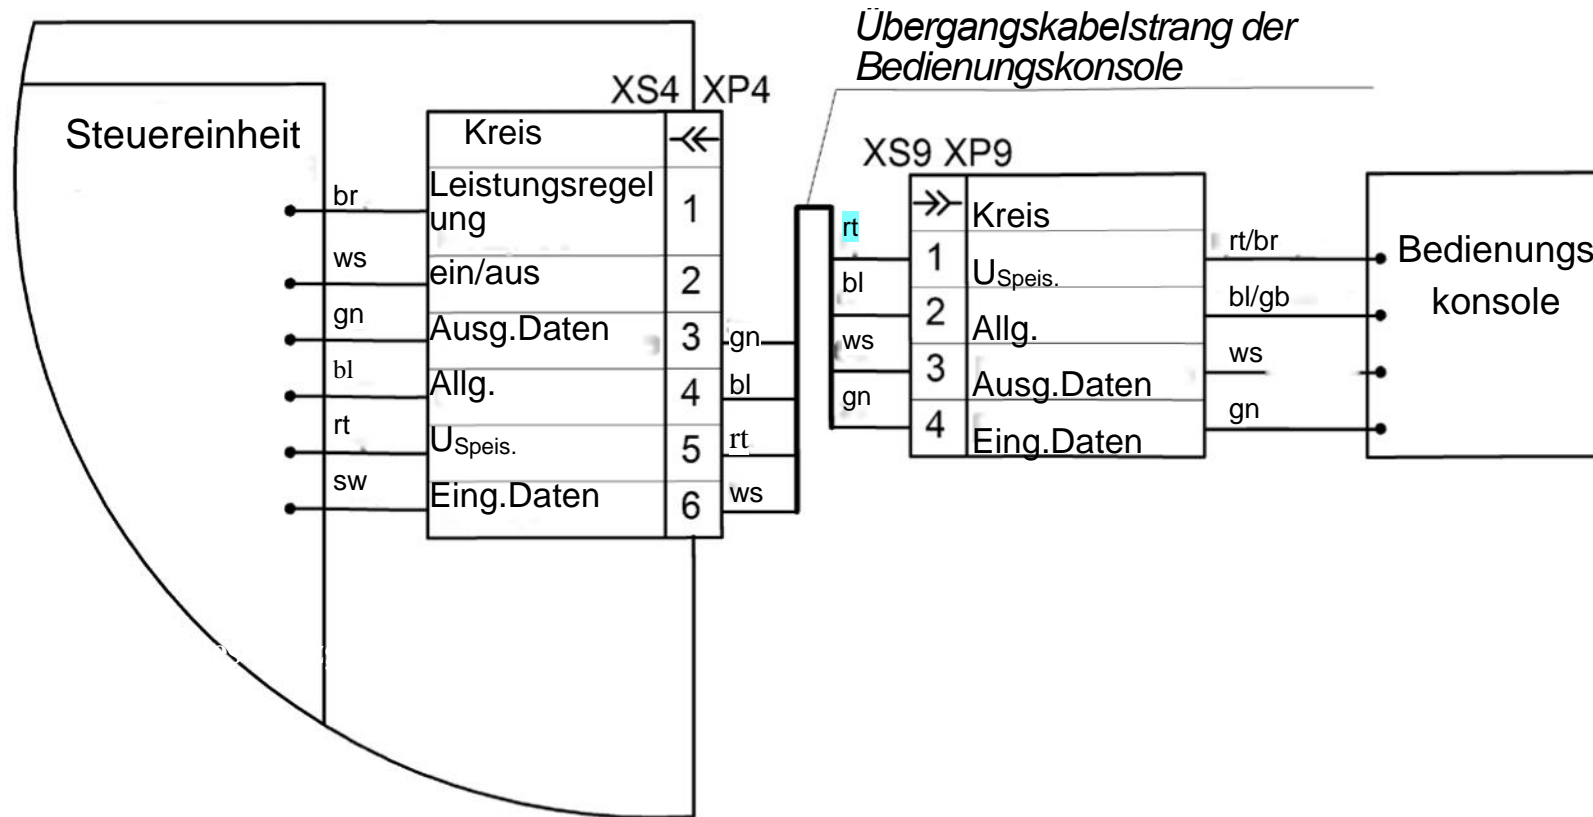 Übergangskabelstrang der
Bedienungskonsole
XS4 XP4
Steuereinheit
Kreis
br
Leistungsregel
ung
1
ws
ein/aus
2
gn
Ausg.Daten
3
gn
bl
Allg.
4
bl
rt
USpeis.
5
rt
sw
Eing.Daten
6
ws
XS9 XP9
Kreis
rt
1
USpeis.
rt/br
bl
2
Allg.
bl/gb
ws
3
Ausg.Daten
ws
gn
4
Eing.Daten
gn
Bedienungs
konsole